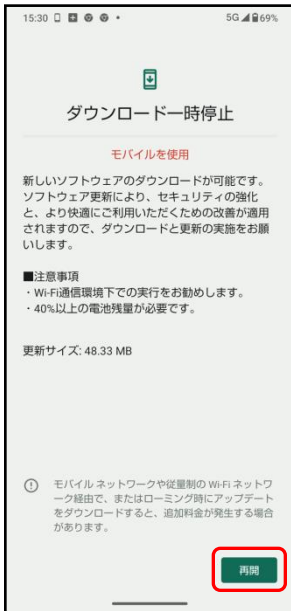 15:30 5G 69%
ダウンロード一時停止
モバイルを使用
新しいソフトウェアのダウンロードが可能です。
ソフトウェア更新により、セキュリティの強化
と、より快適にご利用いただくための改善が適用
されますので、ダウンロードと更新の実施をお願
いします。
■注意事項
・Wi-Fi通信環境下での実行をお勧めします。
・40%以上の電池残量が必要です。
更新サイズ: 48.33 MB
モバイル ネットワークや従量制の Wi-Fi ネットワ
ーク経由で、またはローミング時にアップデート
をダウンロードすると、追加料金が発生する場合
があります。
再開